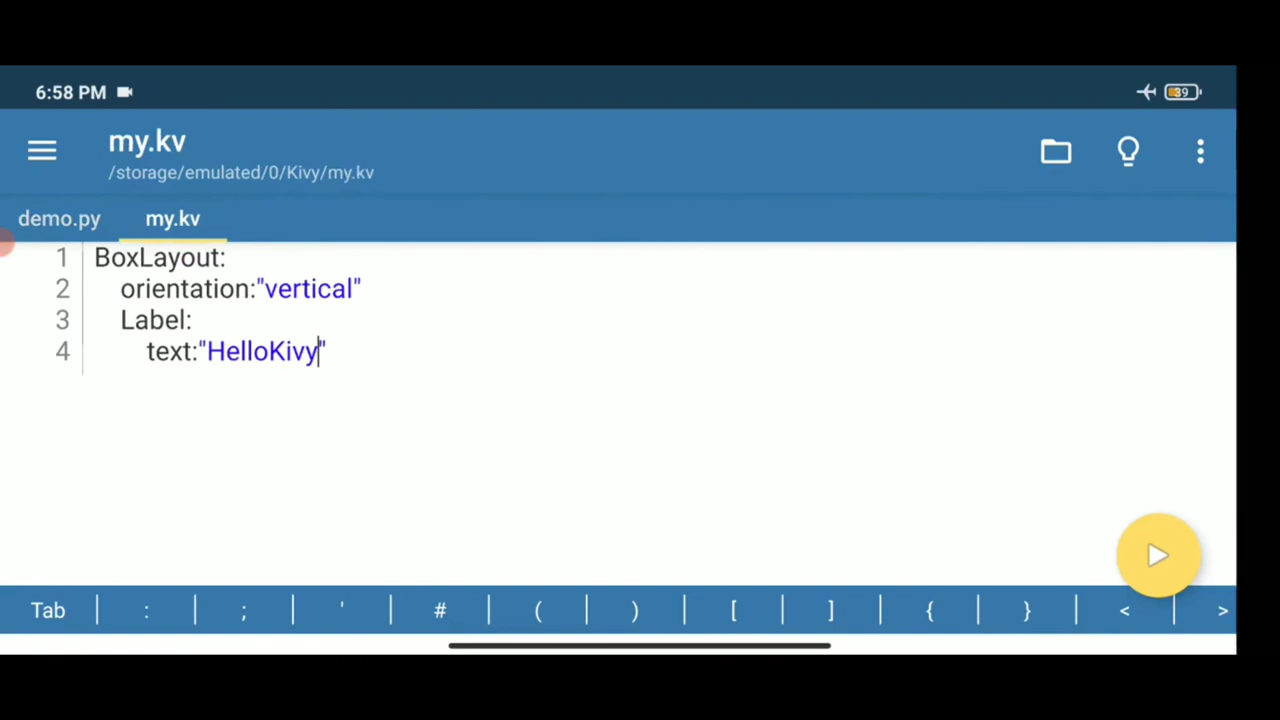 6:58 PM
39
my.kv
/storage/emulated/0/Kivy/my.kv
demo.py my.kv
1 BoxLayout:
2 orientation:"vertical"
3 Label:
4 text:"HelloKivy"
Tab : ; ' # ( ) [ ] { } < >